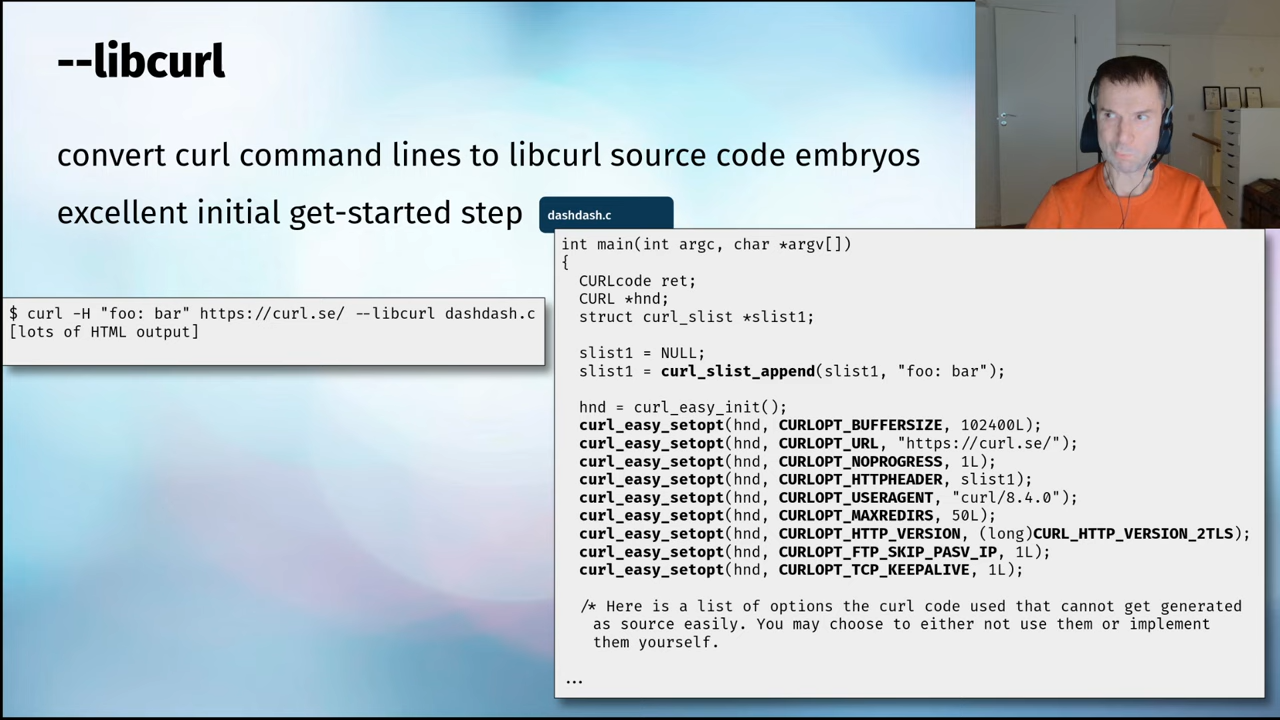 --libcurl
convert curl command lines to libcurl source code embryos
excellent initial get-started step
dashdash.c
$ curl -H "foo: bar" https://curl.se/ --libcurl dashdash.c
[lots of HTML output]
int main(int argc, char *argv[])
{
  CURLcode ret;
  CURL *hnd;
  struct curl_slist *slist1;
  slist1 = NULL;
  slist1 = curl_slist_append(slist1, "foo: bar");
  hnd = curl_easy_init();
  curl_easy_setopt(hnd, CURLOPT_BUFFERSIZE, 102400L);
  curl_easy_setopt(hnd, CURLOPT_URL, "https://curl.se/");
  curl_easy_setopt(hnd, CURLOPT_NOPROGRESS, 1L);
  curl_easy_setopt(hnd, CURLOPT_HTTPHEADER, slist1);
  curl_easy_setopt(hnd, CURLOPT_USERAGENT, "curl/8.4.0");
  curl_easy_setopt(hnd, CURLOPT_MAXREDIRS, 50L);
  curl_easy_setopt(hnd, CURLOPT_HTTP_VERSION, (long)CURL_HTTP_VERSION_2TLS);
  curl_easy_setopt(hnd, CURLOPT_FTP_SKIP_PASV_IP, 1L);
  curl_easy_setopt(hnd, CURLOPT_TCP_KEEPALIVE, 1L);
  /* Here is a list of options the curl code used that cannot get generated
     as source easily. You may choose to either not use them or implement
     them yourself.
...